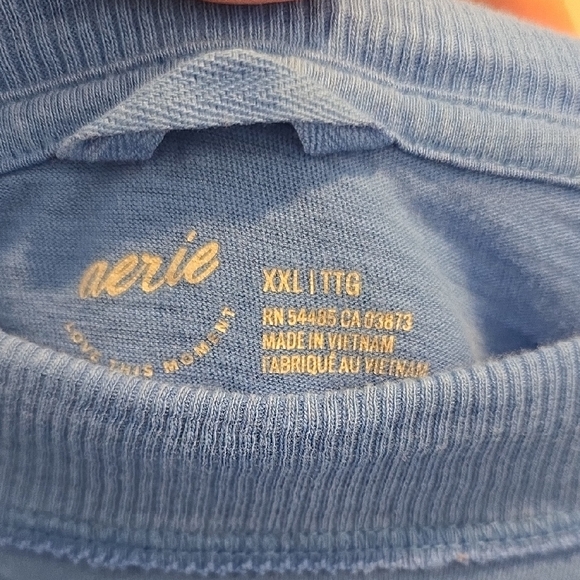 aerie
LOVE THIS MOMENT
XXL | TTG
RN 54485 CA 03873
MADE IN VIETNAM
FABRIQUÉ AU VIETNAM